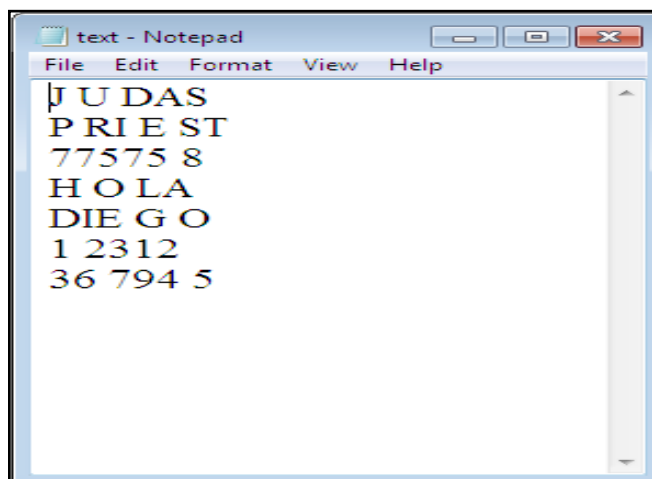 text - Notepad
File Edit Format View Help
J U DAS
P RI E ST
77575 8
H O LA
DIE G O
1 2312
36 794 5